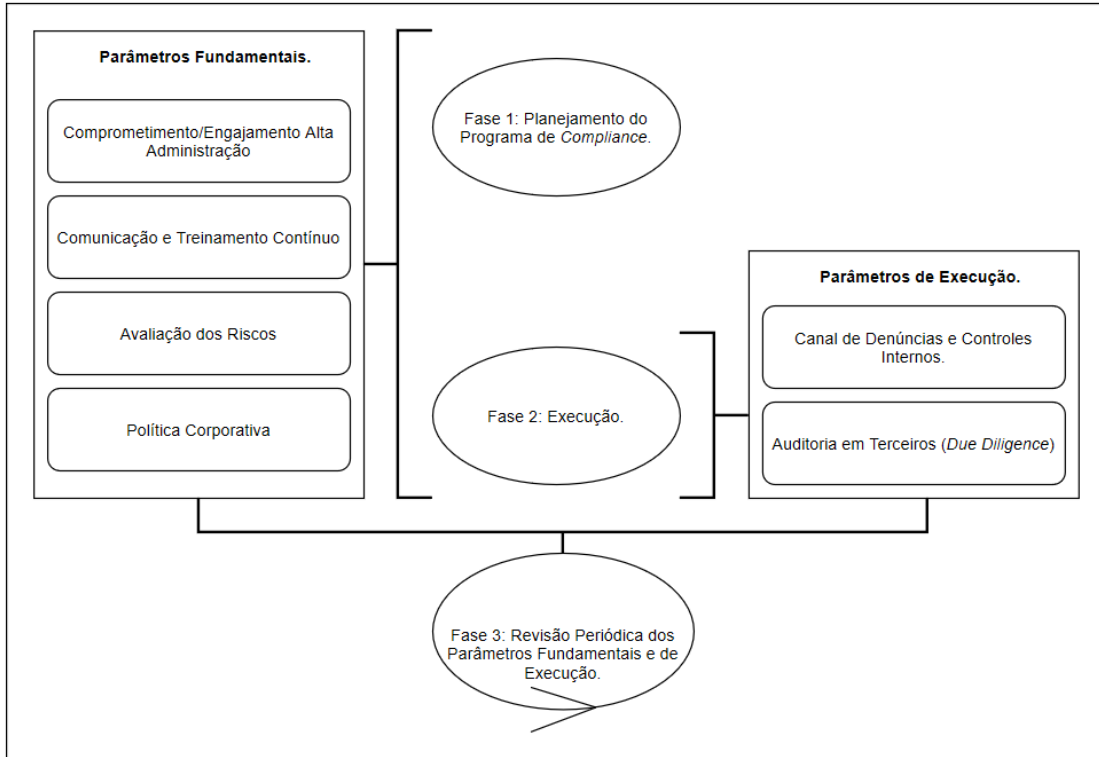 Parâmetros Fundamentais.
Comprometimento/Engajamento Alta
Administração
Comunicação e Treinamento Contínuo
Avaliação dos Riscos
Política Corporativa
Fase 1: Planejamento do
Programa de Compliance.
Fase 2: Execução.
Parâmetros de Execução.
Canal de Denúncias e Controles
Internos.
Auditoria em Terceiros (Due Diligence)
Fase 3: Revisão Periódica dos
Parâmetros Fundamentais e de
Execução.